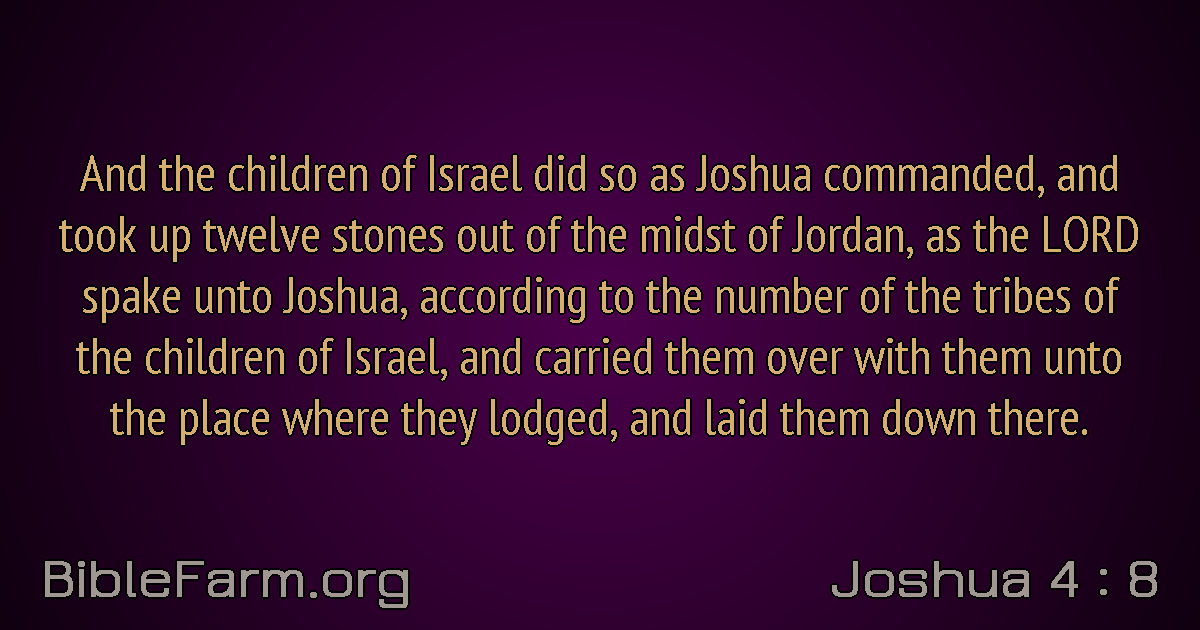 And the children of Israel did so as Joshua commanded, and
took up twelve stones out of the midst of Jordan, as the LORD
spake unto Joshua, according to the number of the tribes of
the children of Israel, and carried them over with them unto
the place where they lodged, and laid them down there.
BibleFarm.org
Joshua 4 : 8